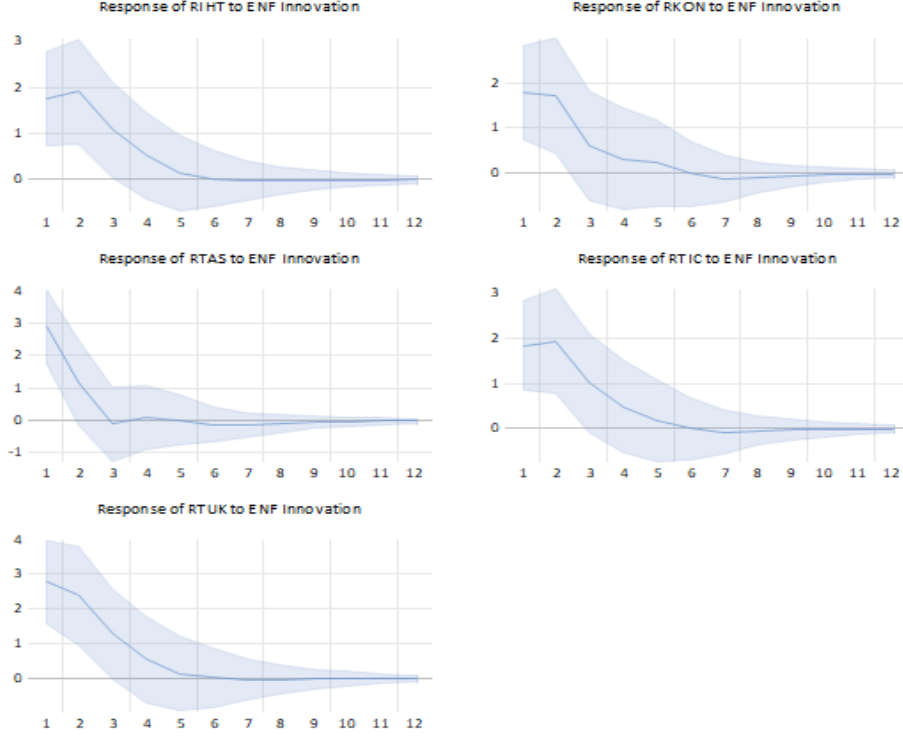 Response of RIHT to ENF Innovation
3
2
1
0
1 2 3 4 5 6 7 8 9 10 11 12
Response of RKON to ENF Innovation
2
1
0
1 2 3 4 5 6 7 8 9 10 11 12
Response of RTAS to ENF Innovation
4
3
2
1
0
-1
1 2 3 4 5 6 7 8 9 10 11 12
Response of RTIC to ENF Innovation
3
2
1
0
1 2 3 4 5 6 7 8 9 10 11 12
Response of RTUK to ENF Innovation
4
3
2
1
0
1 2 3 4 5 6 7 8 9 10 11 12